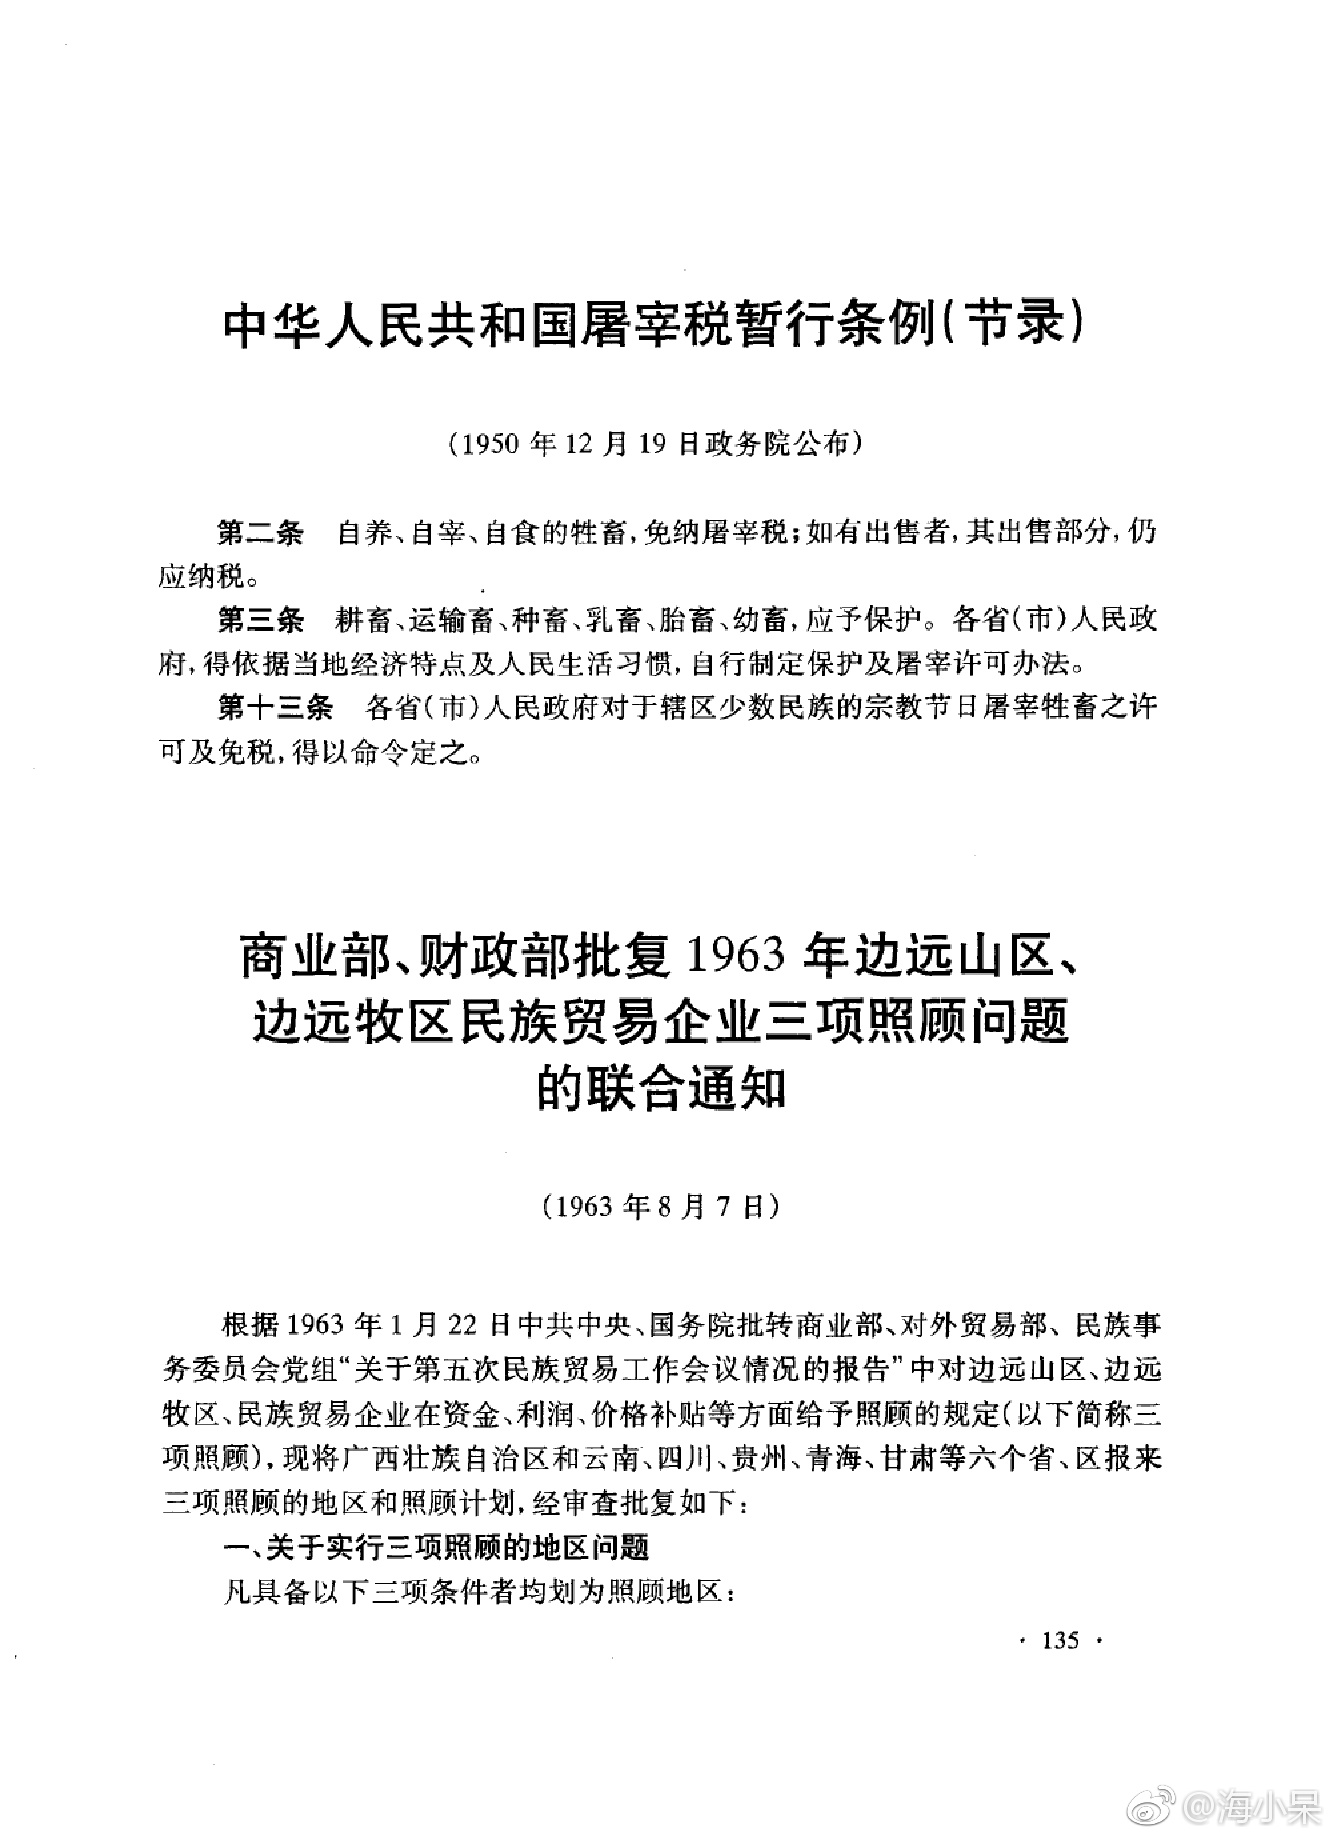 中华人民共和国屠宰税暂行条例(节录)
(1950 年 12 月 19 日政务院公布)
第二条 自养、自宰、自食的牲畜,免纳屠宰税;如有出售者,其出售部分,仍
应纳税。
第三条 耕畜、运输畜、种畜、乳畜、胎畜、幼畜,应予保护。各省(市)人民政
府,得依据当地经济特点及人民生活习惯,自行制定保护及屠宰许可办法。
第十三条 各省(市)人民政府对于辖区少数民族的宗教节日屠宰牲畜之许
可及免税,得以命令定之。
商业部、财政部批复 1963 年边远山区、
边远牧区民族贸易企业三项照顾问题
的联合通知
(1963 年 8 月 7 日)
根据 1963 年 1 月 22 日中共中央、国务院批转商业部、对外贸易部、民族事
务委员会党组“关于第五次民族贸易工作会议情况的报告”中对边远山区、边远
牧区、民族贸易企业在资金、利润、价格补贴等方面给予照顾的规定(以下简称三
项照顾),现将广西壮族自治区和云南、四川、贵州、青海、甘肃等六个省、区报来
三项照顾的地区和照顾计划,经审查批复如下:
一、关于实行三项照顾的地区问题
凡具备以下三项条件者均划为照顾地区:
· 135 ·
@海小呆